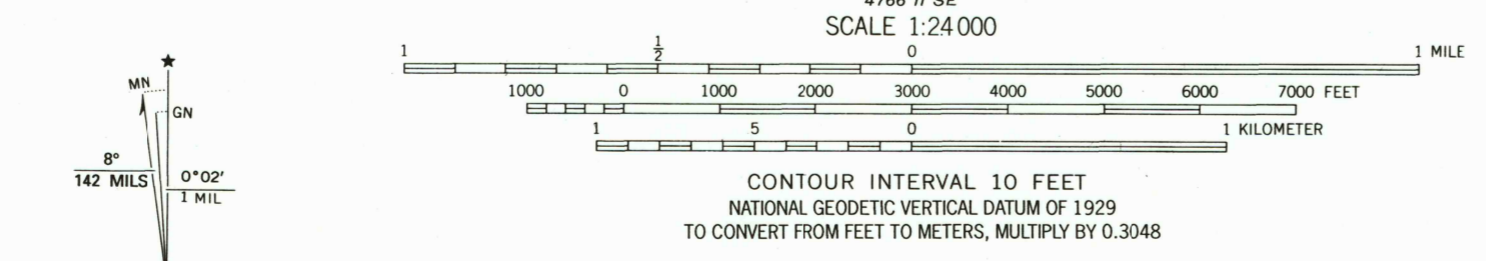 SCALE 1:24 000
1 1/2 0 1 MILE
1000 0 1000 2000 3000 4000 5000 6000 7000 FEET
1 5 0 1 KILOMETER
CONTOUR INTERVAL 10 FEET
NATIONAL GEODETIC VERTICAL DATUM OF 1929
TO CONVERT FROM FEET TO METERS, MULTIPLY BY 0.3048
MN
GN
8°
142 MILS
0°02′
1 MIL